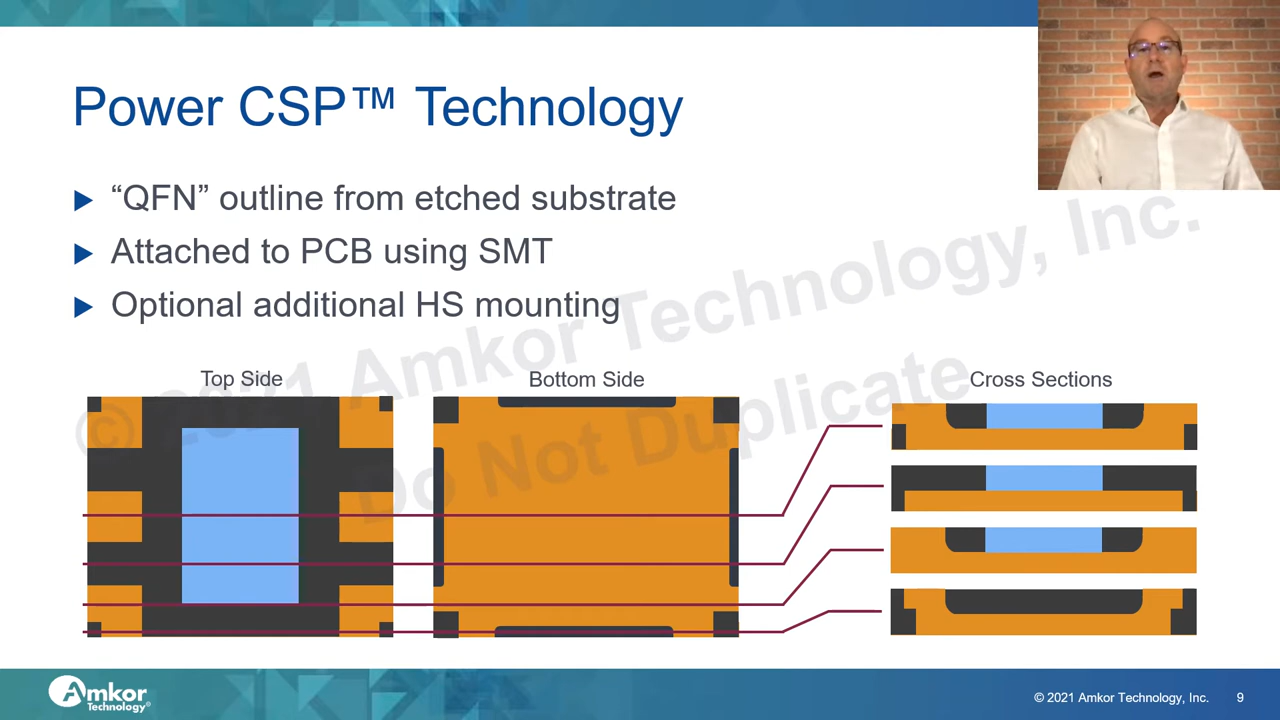 Power CSP™ Technology
“QFN” outline from etched substrate
Attached to PCB using SMT
Optional additional HS mounting
© 2021 Amkor Technology, Inc.
Do Not Duplicate
Top Side
Bottom Side
Cross Sections
Amkor
Technology®
© 2021 Amkor Technology, Inc.
9